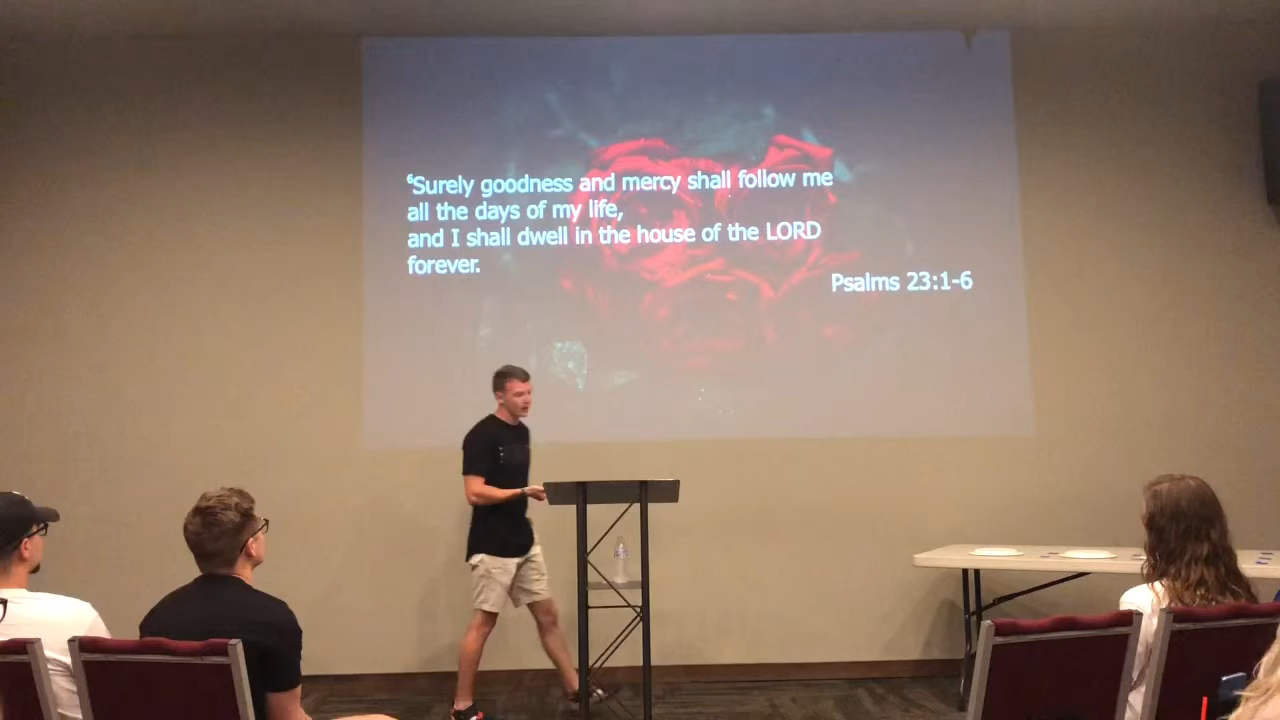 ⁶Surely goodness and mercy shall follow me
all the days of my life,
and I shall dwell in the house of the LORD
forever.
Psalms 23:1-6